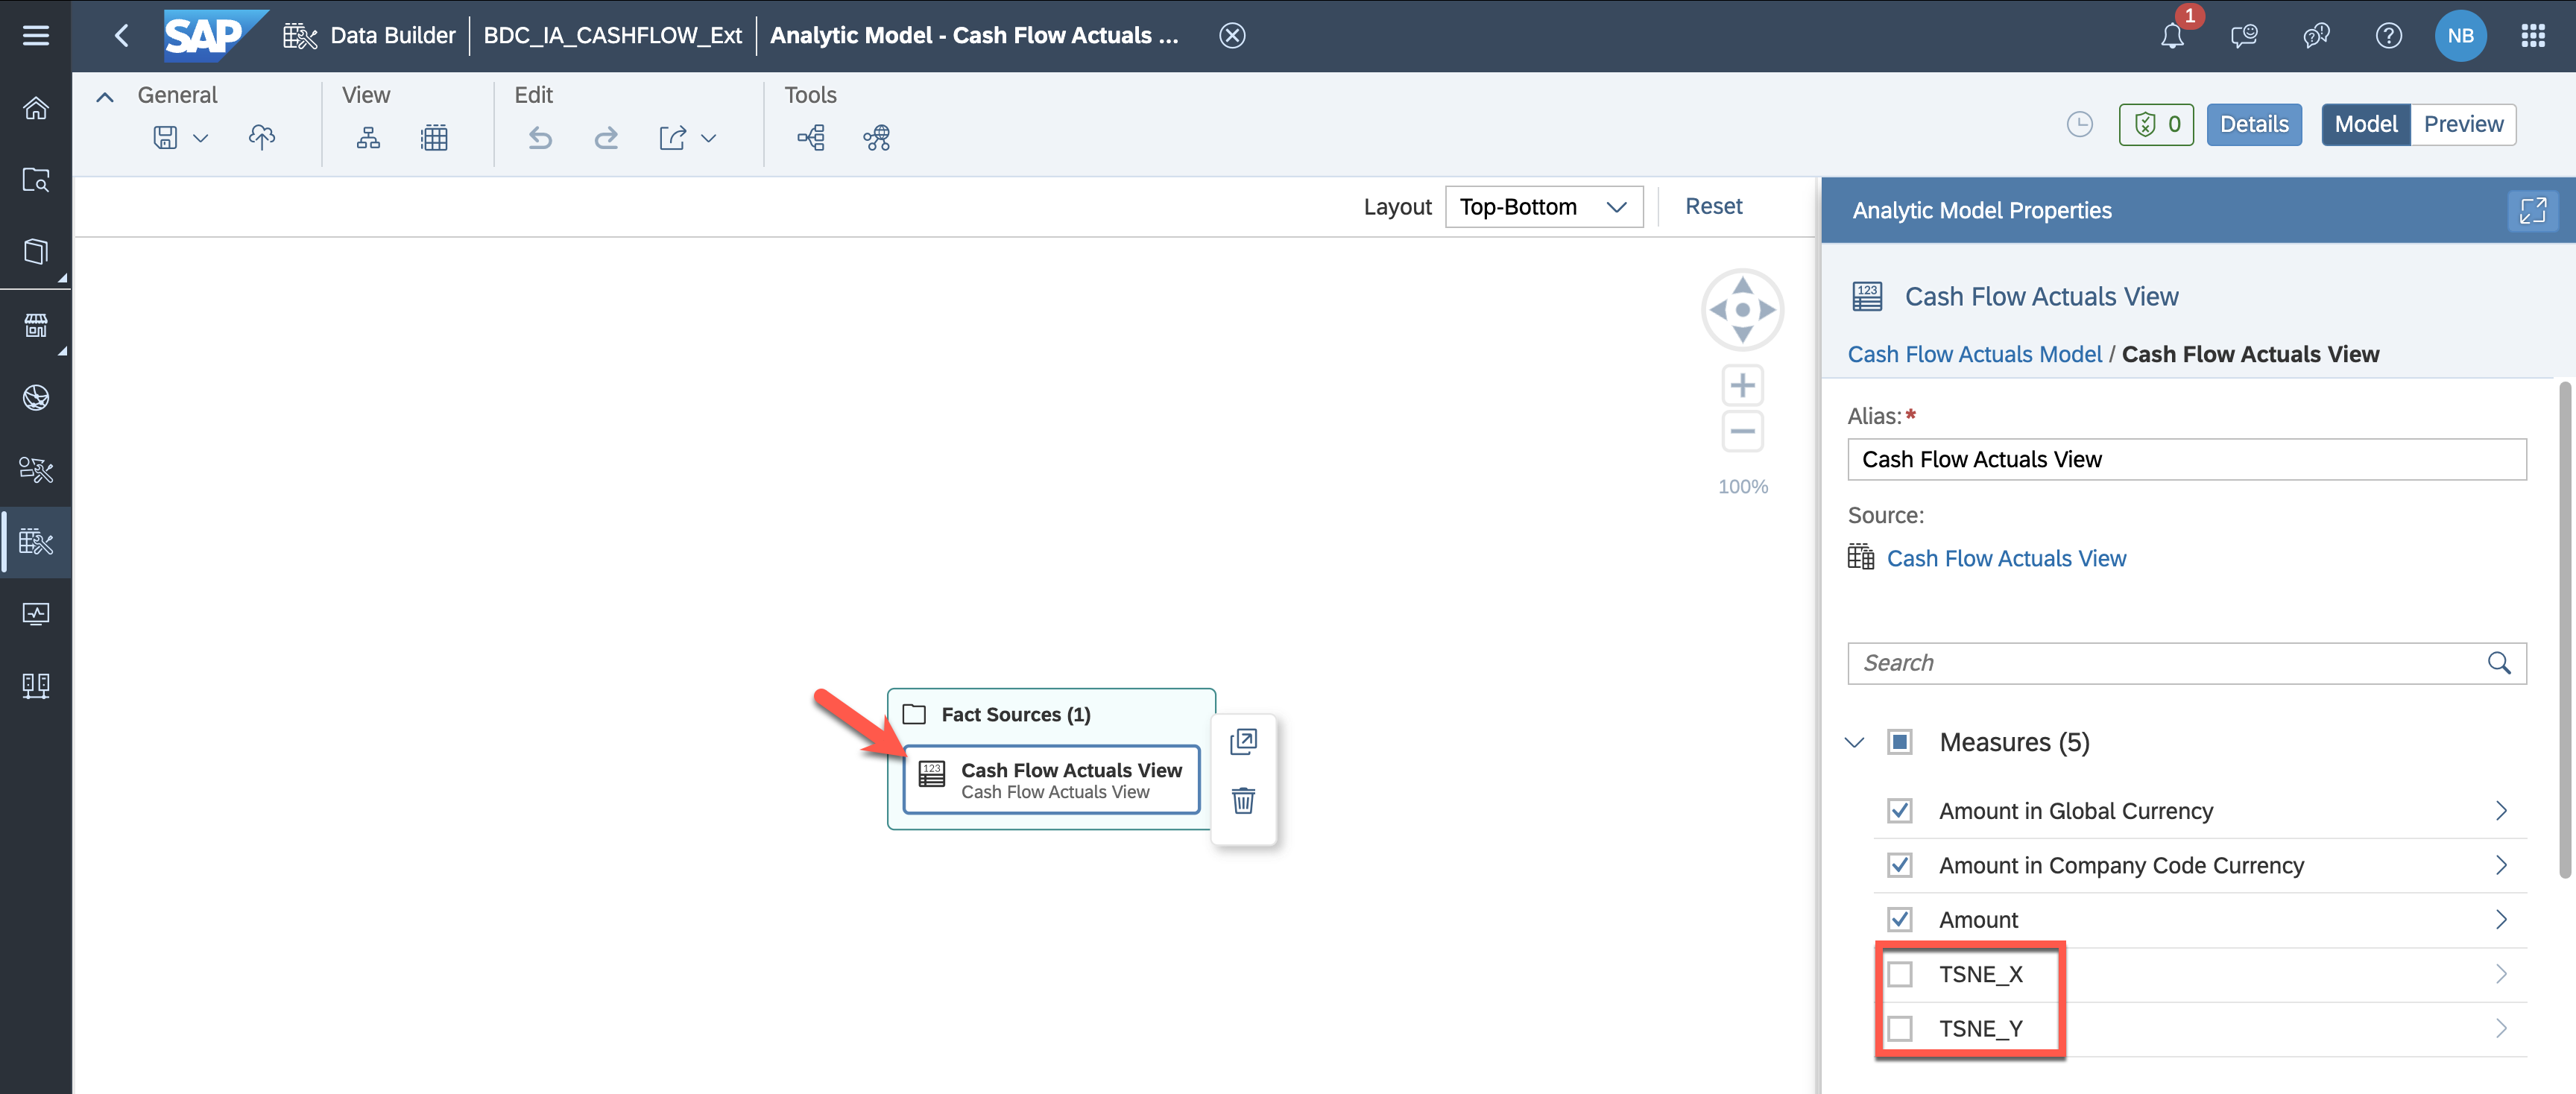 SAP
Data Builder
BDC_IA_CASHFLOW_Ext
Analytic Model - Cash Flow Actuals ...
1
NB
General
View
Edit
Tools
0
Details
Model
Preview
Layout
Top-Bottom
Reset
100%
Fact Sources (1)
123
Cash Flow Actuals View
Cash Flow Actuals View
Analytic Model Properties
123
Cash Flow Actuals View
Cash Flow Actuals Model / Cash Flow Actuals View
Alias:*
Cash Flow Actuals View
Source:
Cash Flow Actuals View
Search
Measures (5)
Amount in Global Currency
Amount in Company Code Currency
Amount
TSNE_X
TSNE_Y